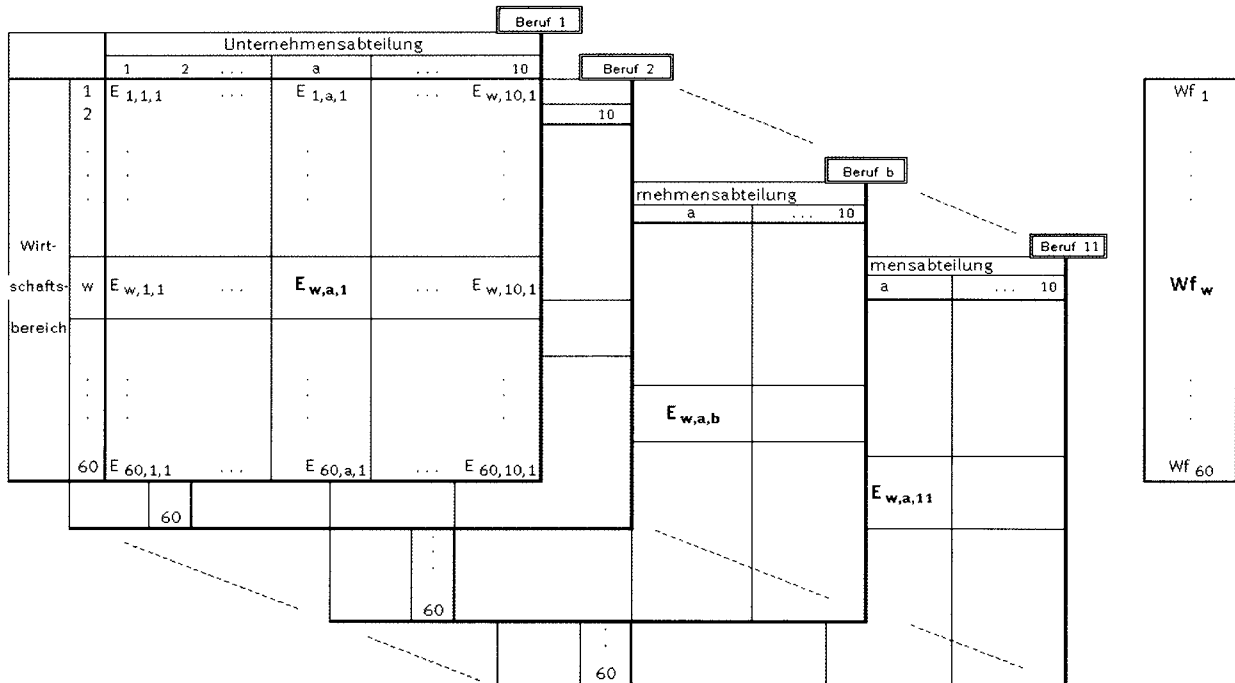 Beruf 1
Unternehmensabteilung
1 2 ... a ... 10
Beruf 2
1 E 1,1,1 ... E 1,a,1 ... E w,10,1
Wf 1
2
10
. . . .
. . . .
. . . .
Beruf b
rnehmensabteilung
a ... 10
Wirt-
Beruf 11
mensabteilung
schafts- w E w,1,1 ... E w,a,1 ... E w,10,1
a ... 10
Wf w
bereich
. . . .
. . . .
. . . .
E w,a,b
60 E 60,1,1 ... E 60,a,1 ... E 60,10,1
Wf 60
E w,a,11
60
.
.
.
60
.
.
60